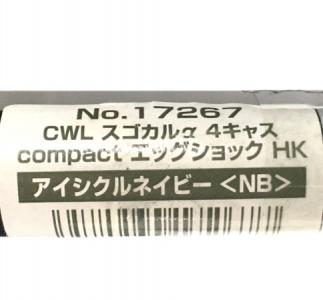 No.17267
CWL スゴカルα 4キャス
compact エッグショック HK
アイシクルネイビー＜NB＞